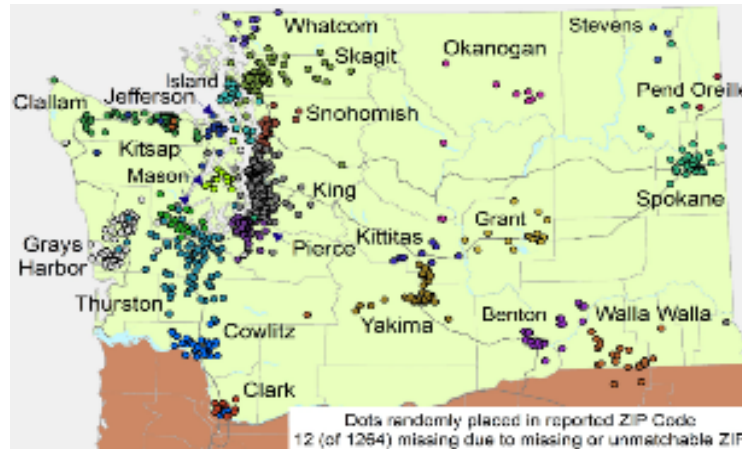 Whatcom
Stevens
Skagit
Okanogan
Island
Pend Oreille
Jefferson
Clallam
Snohomish
Kitsap
Mason
King
Spokane
Grant
Grays
Harbor
Pierce
Kittitas
Thurston
Benton
Walla Walla
Yakima
Cowlitz
Clark
Dots randomly placed in reported ZIP Code
12 (of 1264) missing due to missing or unmatchable ZIP